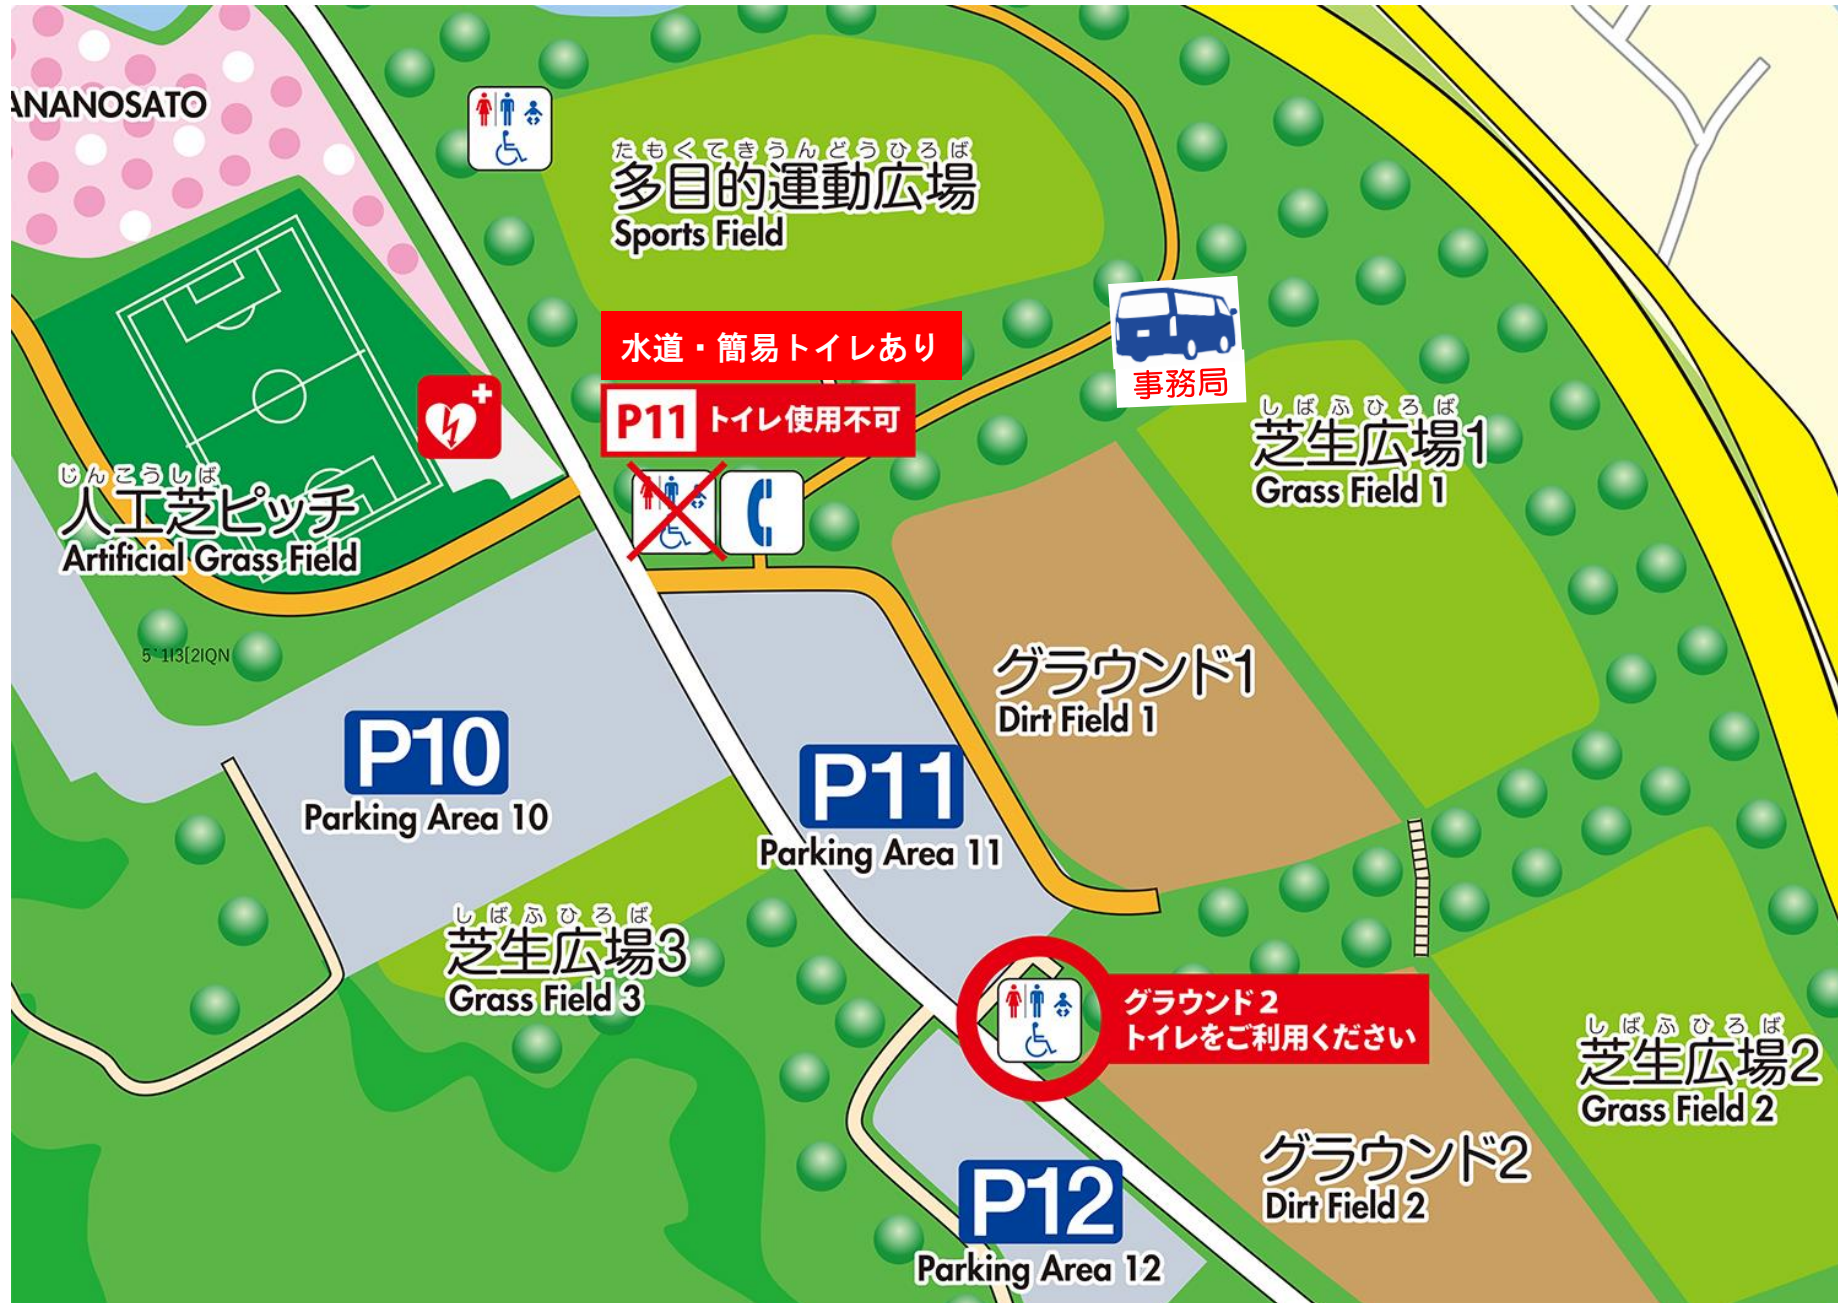 ANANOSATO
たもくてきうんどうひろば
多目的運動広場
Sports Field
水道・簡易トイレあり
P11 トイレ使用不可
事務局
しばふひろば
芝生広場1
Grass Field 1
じんこうしば
人工芝ピッチ
Artificial Grass Field
5`1I3[2IQN
グラウンド1
Dirt Field 1
P10
Parking Area 10
P11
Parking Area 11
しばふひろば
芝生広場3
Grass Field 3
グラウンド2
トイレをご利用ください
しばふひろば
芝生広場2
Grass Field 2
グラウンド2
Dirt Field 2
P12
Parking Area 12